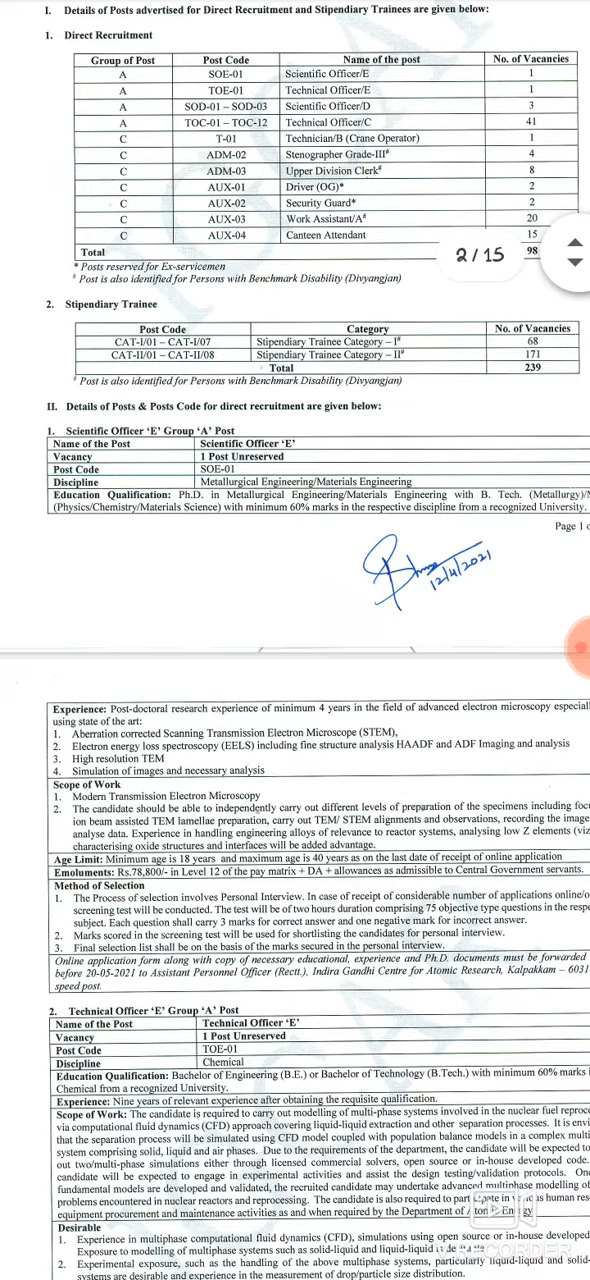 I. Details of Posts advertised for Direct Recruitment and Stipendiary Trainees are given below:
1. Direct Recruitment
Group of Post Post Code Name of the post No. of Vacancies
A SOE-01 Scientific Officer/E 1
A TOE-01 Technical Officer/E 1
A SOD-01 – SOD-03 Scientific Officer/D 3
A TOC-01 – TOC-12 Technical Officer/C 41
C T-01 Technician/B (Crane Operator) 1
C ADM-02 Stenographer Grade-III# 4
C ADM-03 Upper Division Clerk# 8
C AUX-01 Driver (OG)* 2
C AUX-02 Security Guard* 2
C AUX-03 Work Assistant/A# 20
C AUX-04 Canteen Attendant 15
Total 98
2/15
* Posts reserved for Ex-servicemen
# Post is also identified for Persons with Benchmark Disability (Divyangjan)
2. Stipendiary Trainee
Post Code Category No. of Vacancies
CAT-I/01 – CAT-I/07 Stipendiary Trainee Category – I# 68
CAT-II/01 – CAT-II/08 Stipendiary Trainee Category – II# 171
Total 239
# Post is also identified for Persons with Benchmark Disability (Divyangjan)
II. Details of Posts & Posts Code for direct recruitment are given below:
1. Scientific Officer ‘E’ Group ‘A’ Post
Name of the Post Scientific Officer ‘E’
Vacancy 1 Post Unreserved
Post Code SOE-01
Discipline Metallurgical Engineering/Materials Engineering
Education Qualification: Ph.D. in Metallurgical Engineering/Materials Engineering with B. Tech. (Metallurgy)/
(Physics/Chemistry/Materials Science) with minimum 60% marks in the respective discipline from a recognized University.
Page 1
12/4/2021
Experience: Post-doctoral research experience of minimum 4 years in the field of advanced electron microscopy especial
using state of the art:
1. Aberration corrected Scanning Transmission Electron Microscope (STEM),
2. Electron energy loss spectroscopy (EELS) including fine structure analysis HAADF and ADF Imaging and analysis
3. High resolution TEM
4. Simulation of images and necessary analysis
Scope of Work
1. Modern Transmission Electron Microscopy
2. The candidate should be able to independently carry out different levels of preparation of the specimens including foc
ion beam assisted TEM lamellae preparation, carry out TEM/ STEM alignments and observations, recording the image
analyse data. Experience in handling engineering alloys of relevance to reactor systems, analysing low Z elements (viz
characterising oxide structures and interfaces will be added advantage.
Age Limit: Minimum age is 18 years and maximum age is 40 years as on the last date of receipt of online application
Emoluments: Rs.78,800/- in Level 12 of the pay matrix + DA + allowances as admissible to Central Government servants.
Method of Selection
1. The Process of selection involves Personal Interview. In case of receipt of considerable number of applications online/o
screening test will be conducted. The test will be of two hours duration comprising 75 objective type questions in the respe
subject. Each question shall carry 3 marks for correct answer and one negative mark for incorrect answer.
2. Marks scored in the screening test will be used for shortlisting the candidates for personal interview.
3. Final selection list shall be on the basis of the marks secured in the personal interview.
Online application form along with copy of necessary educational, experience and Ph.D. documents must be forwarded
before 20-05-2021 to Assistant Personnel Officer (Rectt.), Indira Gandhi Centre for Atomic Research, Kalpakkam – 6031
speed post.
2. Technical Officer ‘E’ Group ‘A’ Post
Name of the Post Technical Officer ‘E’
Vacancy 1 Post Unreserved
Post Code TOE-01
Discipline Chemical
Education Qualification: Bachelor of Engineering (B.E.) or Bachelor of Technology (B.Tech.) with minimum 60% marks i
Chemical from a recognized University.
Experience: Nine years of relevant experience after obtaining the requisite qualification.
Scope of Work: The candidate is required to carry out modelling of multi-phase systems involved in the nuclear fuel reproc
via computational fluid dynamics (CFD) approach covering liquid-liquid extraction and other separation processes. It is envi
that the separation process will be simulated using CFD model coupled with population balance models in a complex multi
system comprising solid, liquid and air phases. Due to the requirements of the department, the candidate will be expected to
out two/multi-phase simulations either through licensed commercial solvers, open source or in-house developed code.
candidate will be expected to engage in experimental activities and assist the design testing/validation protocols. Onc
fundamental models are developed and validated, the recruited candidate may undertake advanced multiphase modelling of
problems encountered in nuclear reactors and reprocessing. The candidate is also required to as human res
equipment procurement and maintenance activities as and when required by the Department of Energy
Desirable
1. Experience in multiphase computational fluid dynamics (CFD), simulations using open source or in-house developed
Exposure to modelling of multiphase systems such as solid-liquid and liquid-liquid
2. Experimental exposure, such as the handling of the above multiphase systems, particularly liquid-liquid and solid-
systems are desirable and experience in the measurement of drop/particle size distribution.
RECORDER